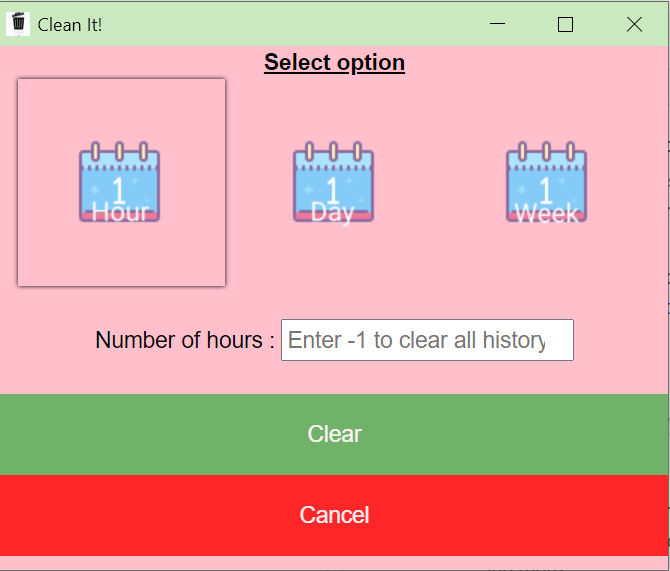 Clean It!
Select option
1 Hour
1 Day
1 Week
Number of hours : Enter -1 to clear all history
Clear
Cancel